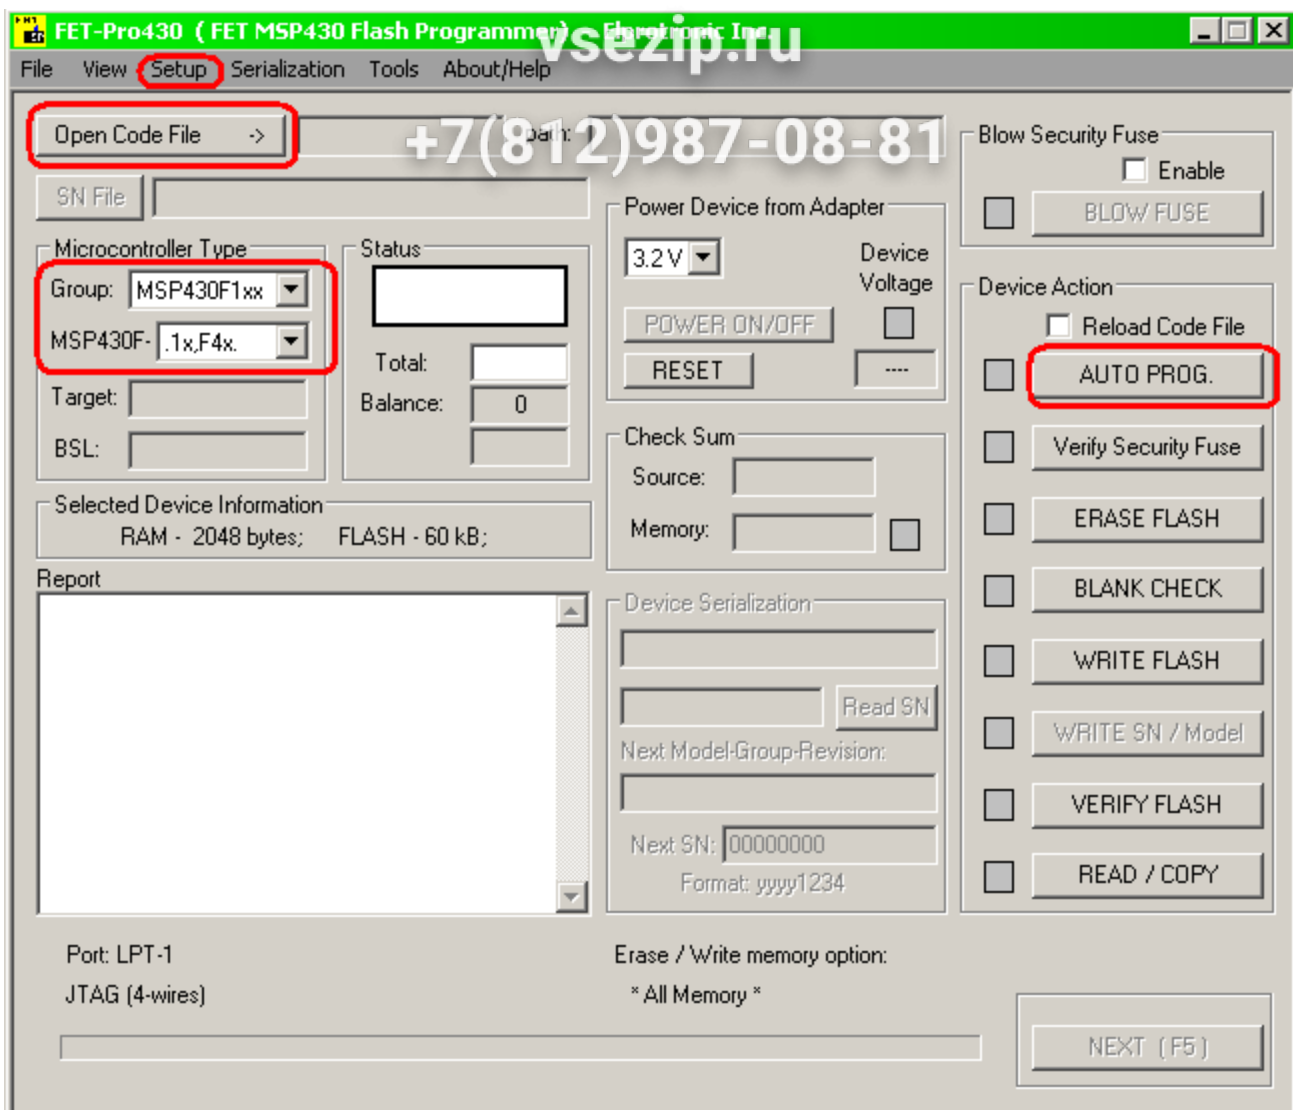 FET-Pro430 ( FET MSP430 Flash Programmer) - Elprotronic Inc.
vsezip.ru
File View Setup Serialization Tools About/Help
Open Code File -> path:
+7(812)987-08-81
SN File
Microcontroller Type
Group: MSP430F1xx
MSP430F- .1x,F4x.
Target:
BSL:
Status
Total:
Balance: 0
Selected Device Information
RAM - 2048 bytes; FLASH - 60 kB;
Report
Power Device from Adapter
3.2 V
Device
Voltage
POWER ON/OFF
RESET
----
Check Sum
Source:
Memory:
Device Serialization
Read SN
Next Model-Group-Revision:
Next SN: 00000000
Format: yyyy1234
Blow Security Fuse
Enable
BLOW FUSE
Device Action
Reload Code File
AUTO PROG.
Verify Security Fuse
ERASE FLASH
BLANK CHECK
WRITE FLASH
WRITE SN / Model
VERIFY FLASH
READ / COPY
Port: LPT-1
JTAG (4-wires)
Erase / Write memory option:
* All Memory *
NEXT ( F5 )